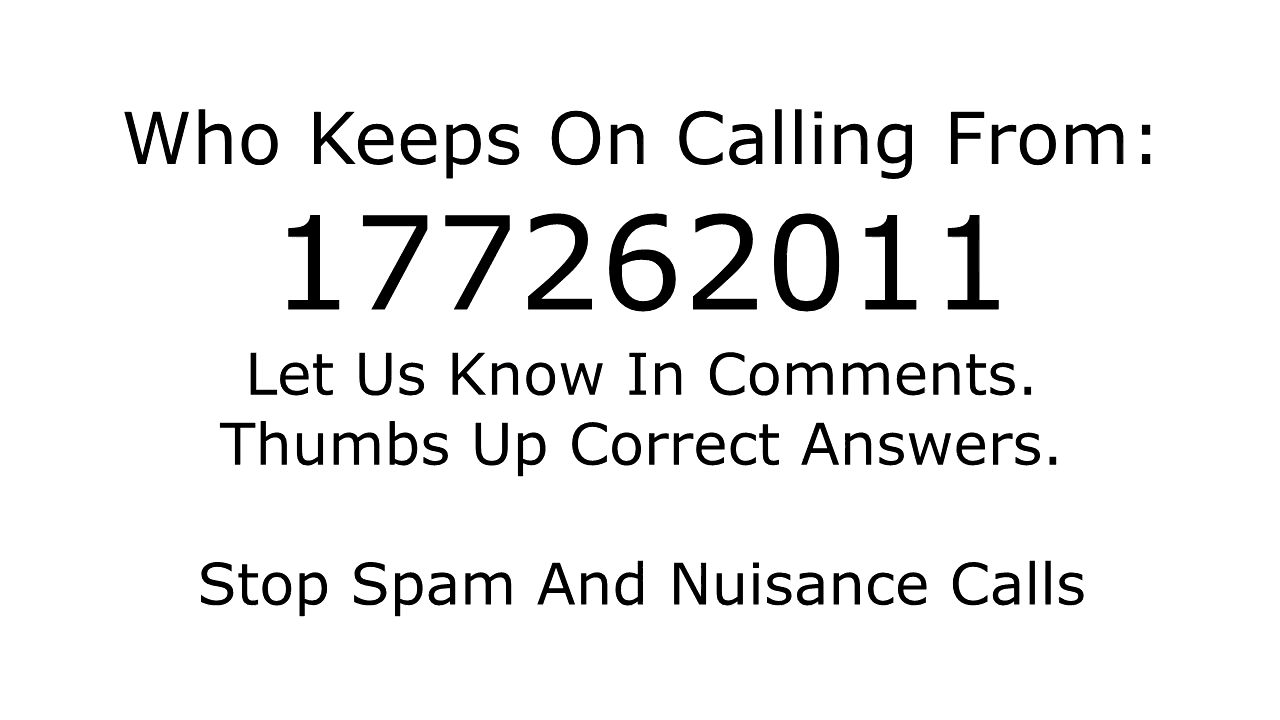 Who Keeps On Calling From:
177262011
Let Us Know In Comments.
Thumbs Up Correct Answers.
Stop Spam And Nuisance Calls